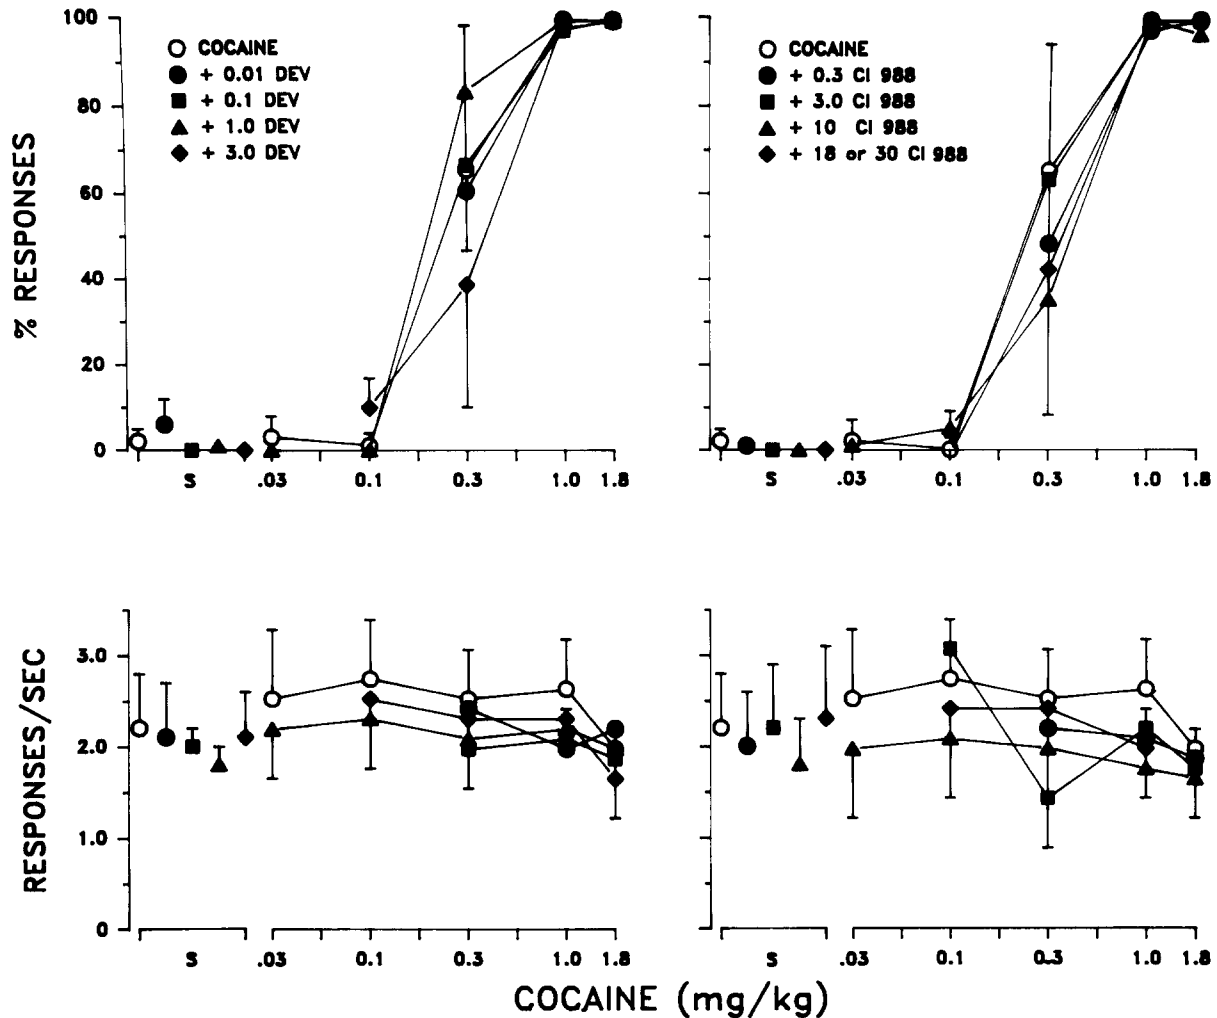 % RESPONSES
100
80
60
40
20
0
COCAINE
+ 0.01 DEV
+ 0.1 DEV
+ 1.0 DEV
+ 3.0 DEV
S .03 0.1 0.3 1.0 1.8
COCAINE
+ 0.3 CI 988
+ 3.0 CI 988
+ 10 CI 988
+ 18 or 30 CI 988
S .03 0.1 0.3 1.0 1.8
RESPONSES/SEC
3.0
2.0
1.0
0
S .03 0.1 0.3 1.0 1.8
S .03 0.1 0.3 1.0 1.8
COCAINE (mg/kg)